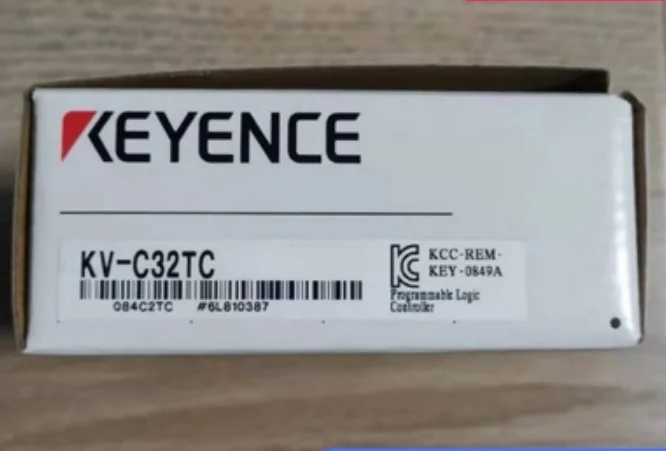 KEYENCE
KV-C32TC
084C2TC #6L810387
KCC-REM-
KEY-0849A
Programmable Logic
Controller